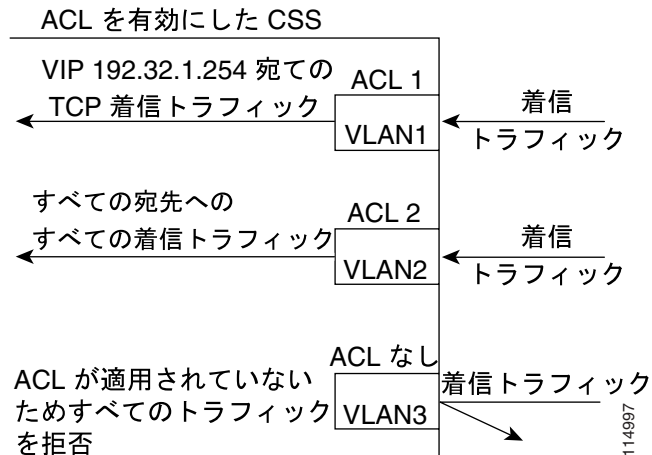 ACL を有効にした CSS
VIP 192.32.1.254 宛ての
TCP 着信トラフィック
ACL 1
VLAN1
着信
トラフィック
すべての宛先への
すべての着信トラフィック
ACL 2
VLAN2
着信
トラフィック
ACL が適用されていない
ためすべてのトラフィック
を拒否
ACL なし
VLAN3
着信トラフィック
114997